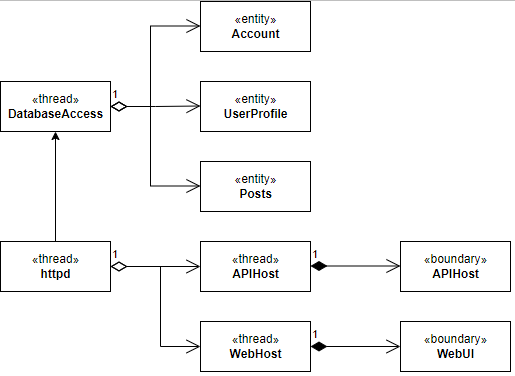 «entity»
Account
«thread»
DatabaseAccess
1
«entity»
UserProfile
«entity»
Posts
«thread»
httpd
1
«thread»
APIHost
1
«boundary»
APIHost
«thread»
WebHost
1
«boundary»
WebUI